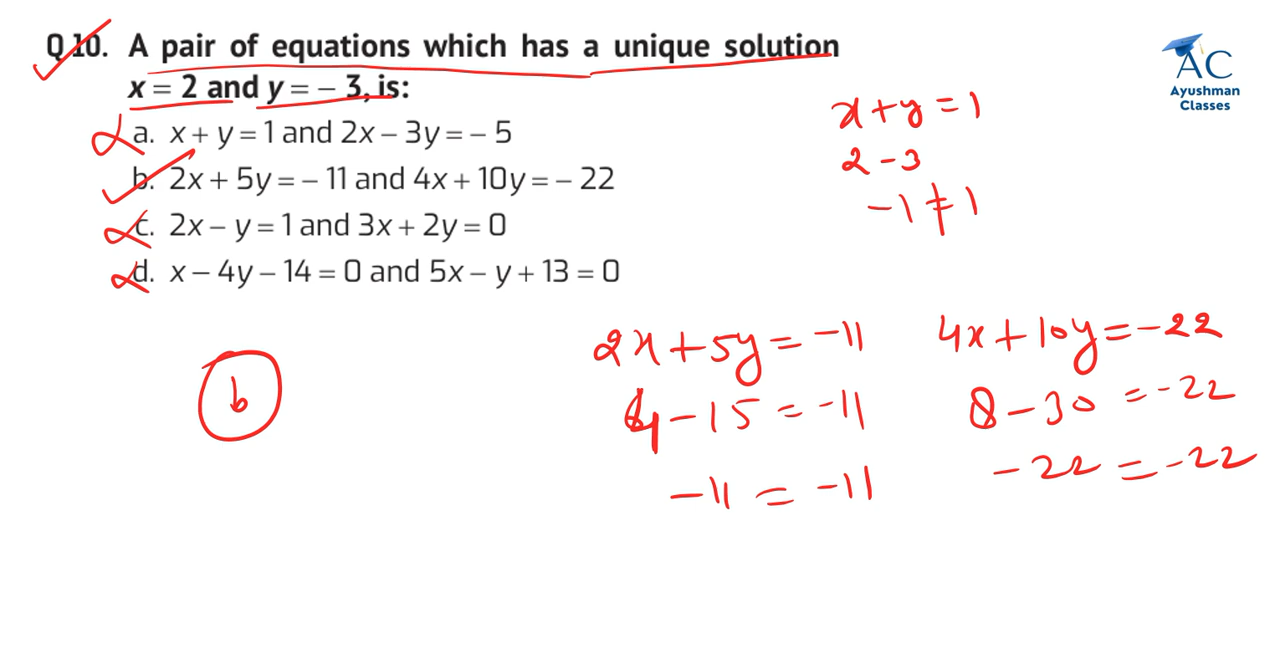 Q 10. A pair of equations which has a unique solution
x = 2 and y = – 3, is:
a. x + y = 1 and 2x – 3y = – 5
b. 2x + 5y = – 11 and 4x + 10y = – 22
c. 2x – y = 1 and 3x + 2y = 0
d. x – 4y – 14 = 0 and 5x – y + 13 = 0
AC
Ayushman
Classes
x + y = 1
2 - 3
-1 ≠ 1
2x + 5y = -11
4 - 15 = -11
-11 = -11
4x + 10y = -22
8 - 30 = -22
-22 = -22
b